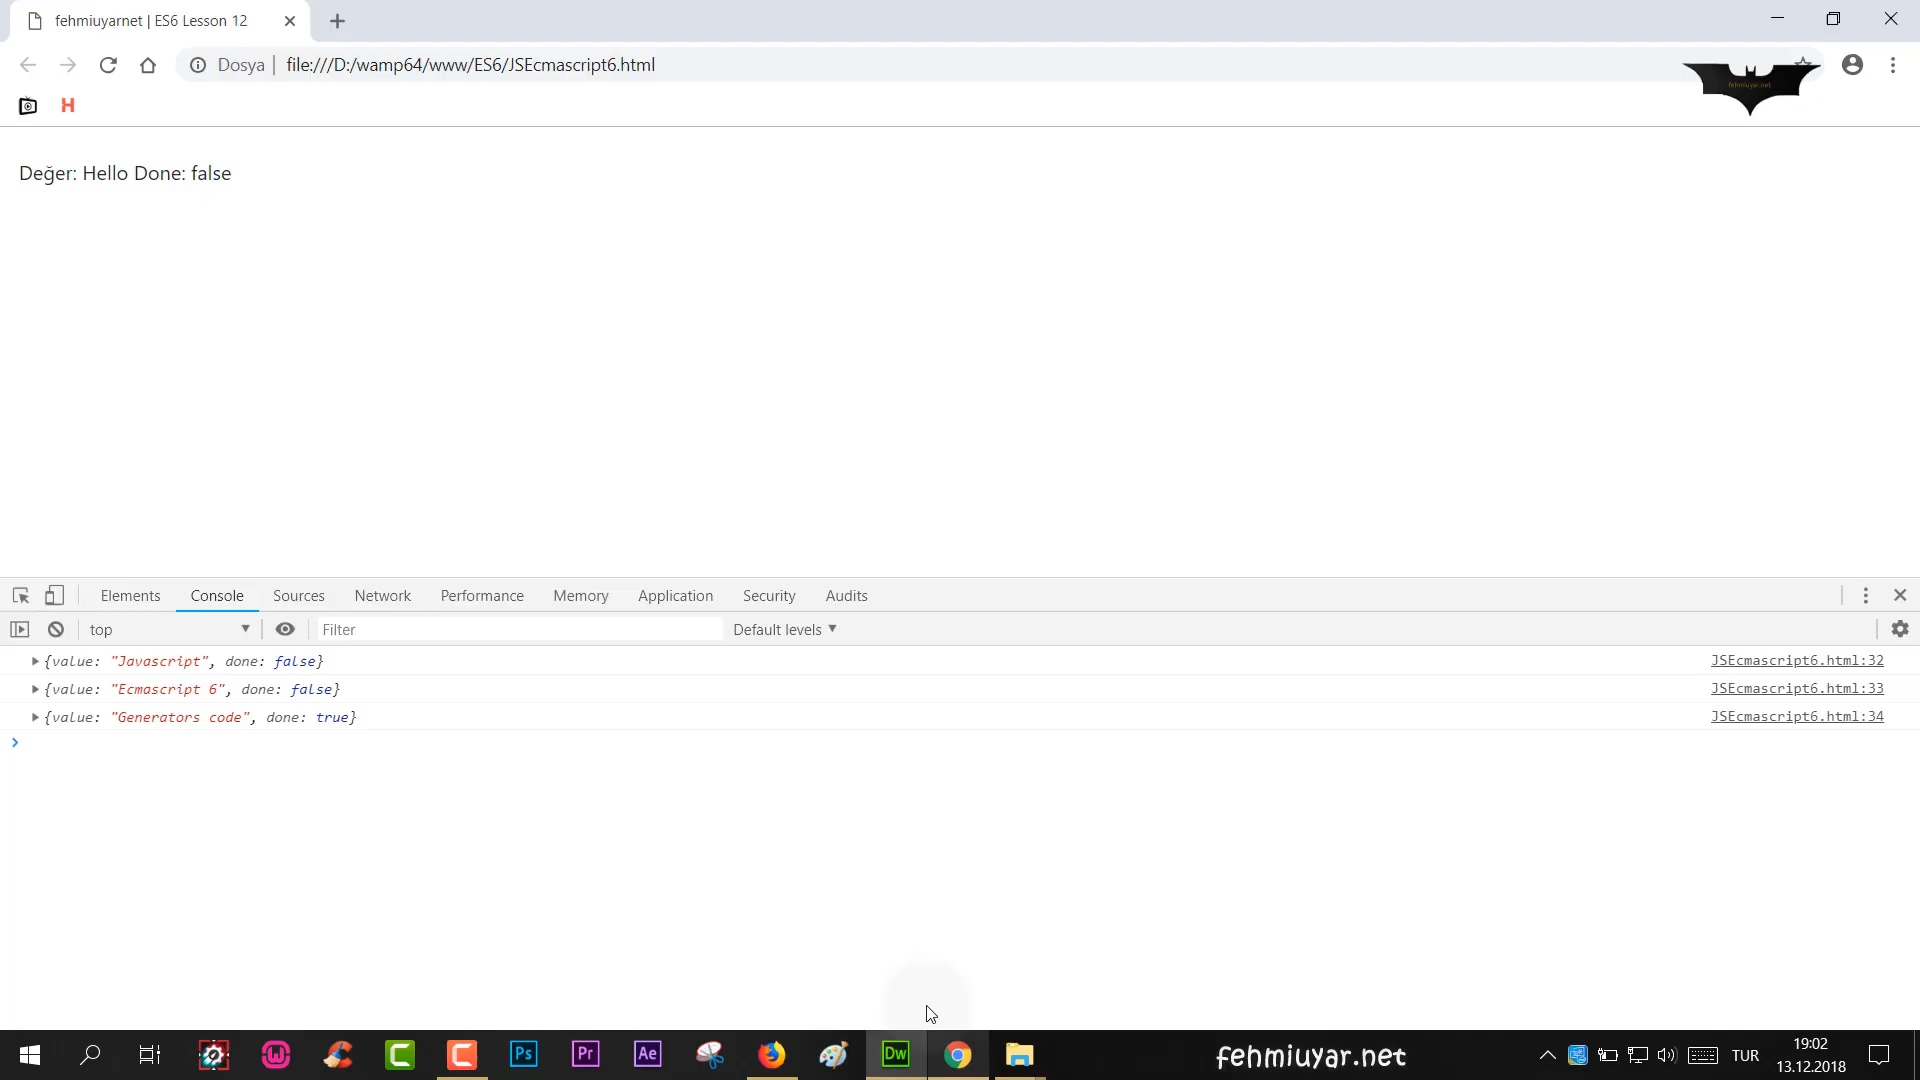 fehmiuyarnet | ES6 Lesson 12
Dosya | file:///D:/wamp64/www/ES6/JSEcmascript6.html
fehmiuyar.net
H
Değer: Hello Done: false
Elements Console Sources Network Performance Memory Application Security Audits
top Filter Default levels
{value: "Javascript", done: false} JSEcmascript6.html:32
{value: "Ecmascript 6", done: false} JSEcmascript6.html:33
{value: "Generators code", done: true} JSEcmascript6.html:34
Ps Pr Ae Dw fehmiuyar.net TUR 19:02
13.12.2018